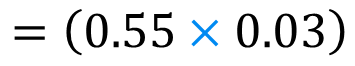 = (0.55 × 0.03)